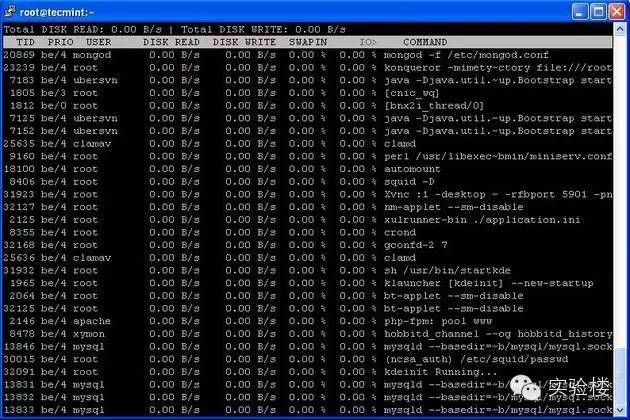 root@tecmint:~
Total DISK READ: 0.00 B/s | Total DISK WRITE: 0.00 B/s
TID PRIO USER DISK READ DISK WRITE SWAPIN IO> COMMAND
20869 be/4 mongod 0.00 B/s 0.00 B/s 0.00 % 0.00 % mongod -f /etc/mongod.conf
23239 be/4 root 0.00 B/s 0.00 B/s 0.00 % 0.00 % konqueror -mimety~ctory file:///root
7183 be/4 ubersvn 0.00 B/s 0.00 B/s 0.00 % 0.00 % java -Djava.util.~up.Bootstrap start
1805 be/3 root 0.00 B/s 0.00 B/s 0.00 % 0.00 % [cnic_wq]
1812 be/0 root 0.00 B/s 0.00 B/s 0.00 % 0.00 % [bnx2i_thread/0]
7125 be/4 ubersvn 0.00 B/s 0.00 B/s 0.00 % 0.00 % java -Djava.util.~up.Bootstrap start
7152 be/4 ubersvn 0.00 B/s 0.00 B/s 0.00 % 0.00 % java -Djava.util.~up.Bootstrap start
25635 be/4 clamav 0.00 B/s 0.00 B/s 0.00 % 0.00 % clamd
9160 be/4 root 0.00 B/s 0.00 B/s 0.00 % 0.00 % perl /usr/libexec~bmin/miniserv.conf
18100 be/4 root 0.00 B/s 0.00 B/s 0.00 % 0.00 % automount
8406 be/4 root 0.00 B/s 0.00 B/s 0.00 % 0.00 % squid -D
31923 be/4 root 0.00 B/s 0.00 B/s 0.00 % 0.00 % Xvnc :1 -desktop ~ -rfbport 5901 -pn
32127 be/4 root 0.00 B/s 0.00 B/s 0.00 % 0.00 % nm-applet --sm-disable
2125 be/4 root 0.00 B/s 0.00 B/s 0.00 % 0.00 % xulrunner-bin ./application.ini
8355 be/4 root 0.00 B/s 0.00 B/s 0.00 % 0.00 % crond
32168 be/4 root 0.00 B/s 0.00 B/s 0.00 % 0.00 % gconfd-2 7
25636 be/4 clamav 0.00 B/s 0.00 B/s 0.00 % 0.00 % clamd
31932 be/4 root 0.00 B/s 0.00 B/s 0.00 % 0.00 % sh /usr/bin/startkde
1965 be/4 root 0.00 B/s 0.00 B/s 0.00 % 0.00 % klauncher [kdeinit] --new-startup
2064 be/4 root 0.00 B/s 0.00 B/s 0.00 % 0.00 % bt-applet --sm-disable
32125 be/4 root 0.00 B/s 0.00 B/s 0.00 % 0.00 % bt-applet --sm-disable
2146 be/4 apache 0.00 B/s 0.00 B/s 0.00 % 0.00 % php-fpm: pool www
8478 be/4 xymon 0.00 B/s 0.00 B/s 0.00 % 0.00 % hobbitd_channel --og hobbitd_history
13846 be/4 mysql 0.00 B/s 0.00 B/s 0.00 % 0.00 % mysqld --basedir=~b/mysql/mysql.sock
30015 be/4 root 0.00 B/s 0.00 B/s 0.00 % 0.00 % (ncsa_auth) /etc/squid/passwd
32091 be/4 root 0.00 B/s 0.00 B/s 0.00 % 0.00 % kdeinit Running...
13831 be/4 mysql 0.00 B/s 0.00 B/s 0.00 % 0.00 % mysqld --basedir=~b/mysql/mysql.sock
13832 be/4 mysql 0.00 B/s 0.00 B/s 0.00 % 0.00 % mysqld --basedir=~b/mysql/mysql.sock
13833 be/4 mysql 0.00 B/s 0.00 B/s 0.00 % 0.00 % mysqld --basedir=~b/mysql/mysql.sock
实验楼